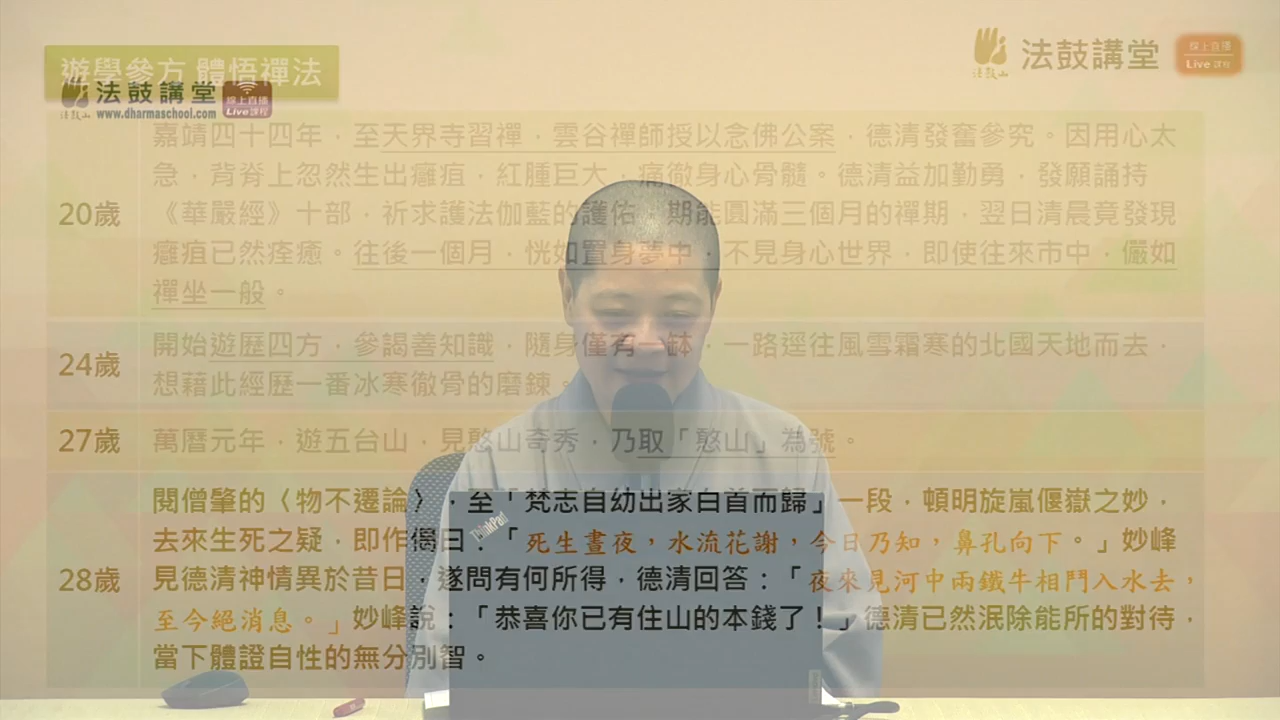 遊學參方 體悟禪法
法鼓講堂
www.dharmaschool.com
線上直播
Live 課程
法鼓山
法鼓講堂
線上直播
Live 課程
法鼓山
20歲
嘉靖四十四年，至天界寺習禪，雲谷禪師授以念佛公案，德清發奮參究。因用心太
急，背脊上忽然生出癰疽，紅腫巨大，痛徹身心骨髓。德清益加勤勇，發願誦持
《華嚴經》十部，祈求護法伽藍的護佑，期能圓滿三個月的禪期，翌日清晨竟發現
癰疽已然痊癒。往後一個月，恍如置身夢中，不見身心世界，即使往來市中，儼如
禪坐一般。
24歲
開始遊歷四方，參謁善知識，隨身僅有一缽，一路逕往風雪霜寒的北國天地而去，
想藉此經歷一番冰寒徹骨的磨鍊。
27歲
萬曆元年，遊五台山，見憨山奇秀，乃取「憨山」為號。
28歲
閱僧肇的〈物不遷論〉，至「梵志自幼出家白首而歸」一段，頓明旋嵐偃嶽之妙，
去來生死之疑，即作偈曰：「死生晝夜，水流花謝，今日乃知，鼻孔向下。」妙峰
見德清神情異於昔日，遂問有何所得，德清回答：「夜來見河中兩鐵牛相鬥入水去，
至今絕消息。」妙峰說：「恭喜你已有住山的本錢了！」德清已然泯除能所的對待，
當下體證自性的無分別智。
ThinkPad